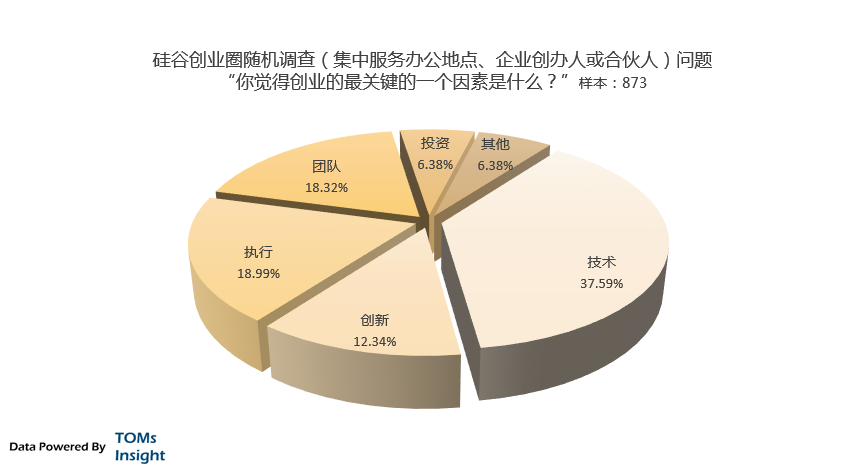 硅谷创业圈随机调查（集中服务办公地点、企业创办人或合伙人）问题
“你觉得创业的最关键的一个因素是什么？”样本：873
投资
6.38%
其他
6.38%
团队
18.32%
执行
18.99%
技术
37.59%
创新
12.34%
Data Powered By
TOMs
Insight